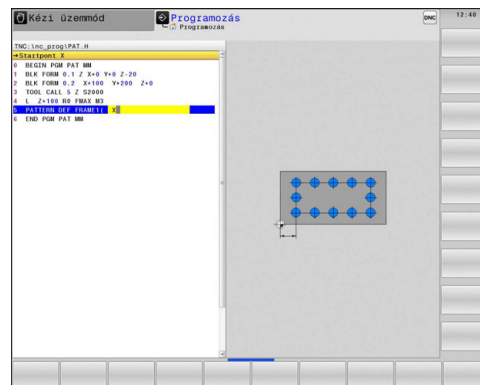 Kézi üzemmód
Programozás
Programozás
DNC
12:40
TNC:\nc_prog\PAT.H
→Startpont X
0 BEGIN PGM PAT MM
1 BLK FORM 0.1 Z X+0 Y+0 Z-20
2 BLK FORM 0.2 X+100 Y+200 Z+0
3 TOOL CALL 5 Z S2000
4 L Z+100 R0 FMAX M3
5 PATTERN DEF FRAME1( X
6 END PGM PAT MM